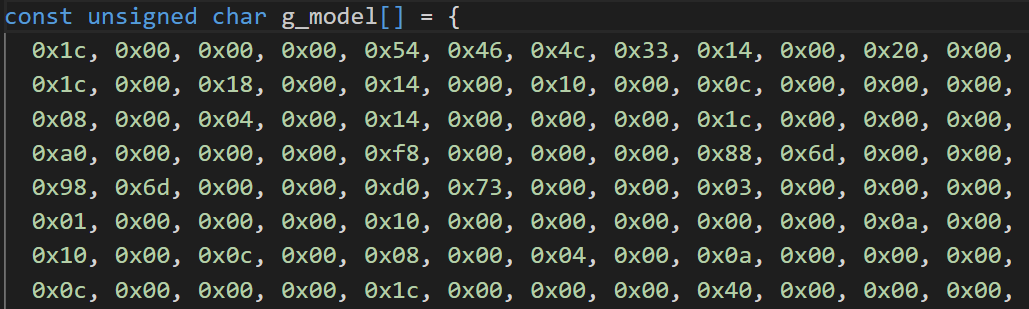 const unsigned char g_model[] = {
0x1c, 0x00, 0x00, 0x00, 0x54, 0x46, 0x4c, 0x33, 0x14, 0x00, 0x20, 0x00,
0x1c, 0x00, 0x18, 0x00, 0x14, 0x00, 0x10, 0x00, 0x0c, 0x00, 0x00, 0x00,
0x08, 0x00, 0x04, 0x00, 0x14, 0x00, 0x00, 0x00, 0x1c, 0x00, 0x00, 0x00,
0xa0, 0x00, 0x00, 0x00, 0xf8, 0x00, 0x00, 0x00, 0x88, 0x6d, 0x00, 0x00,
0x98, 0x6d, 0x00, 0x00, 0xd0, 0x73, 0x00, 0x00, 0x03, 0x00, 0x00, 0x00,
0x01, 0x00, 0x00, 0x00, 0x10, 0x00, 0x00, 0x00, 0x00, 0x00, 0x0a, 0x00,
0x10, 0x00, 0x0c, 0x00, 0x08, 0x00, 0x04, 0x00, 0x0a, 0x00, 0x00, 0x00,
0x0c, 0x00, 0x00, 0x00, 0x1c, 0x00, 0x00, 0x00, 0x40, 0x00, 0x00, 0x00,